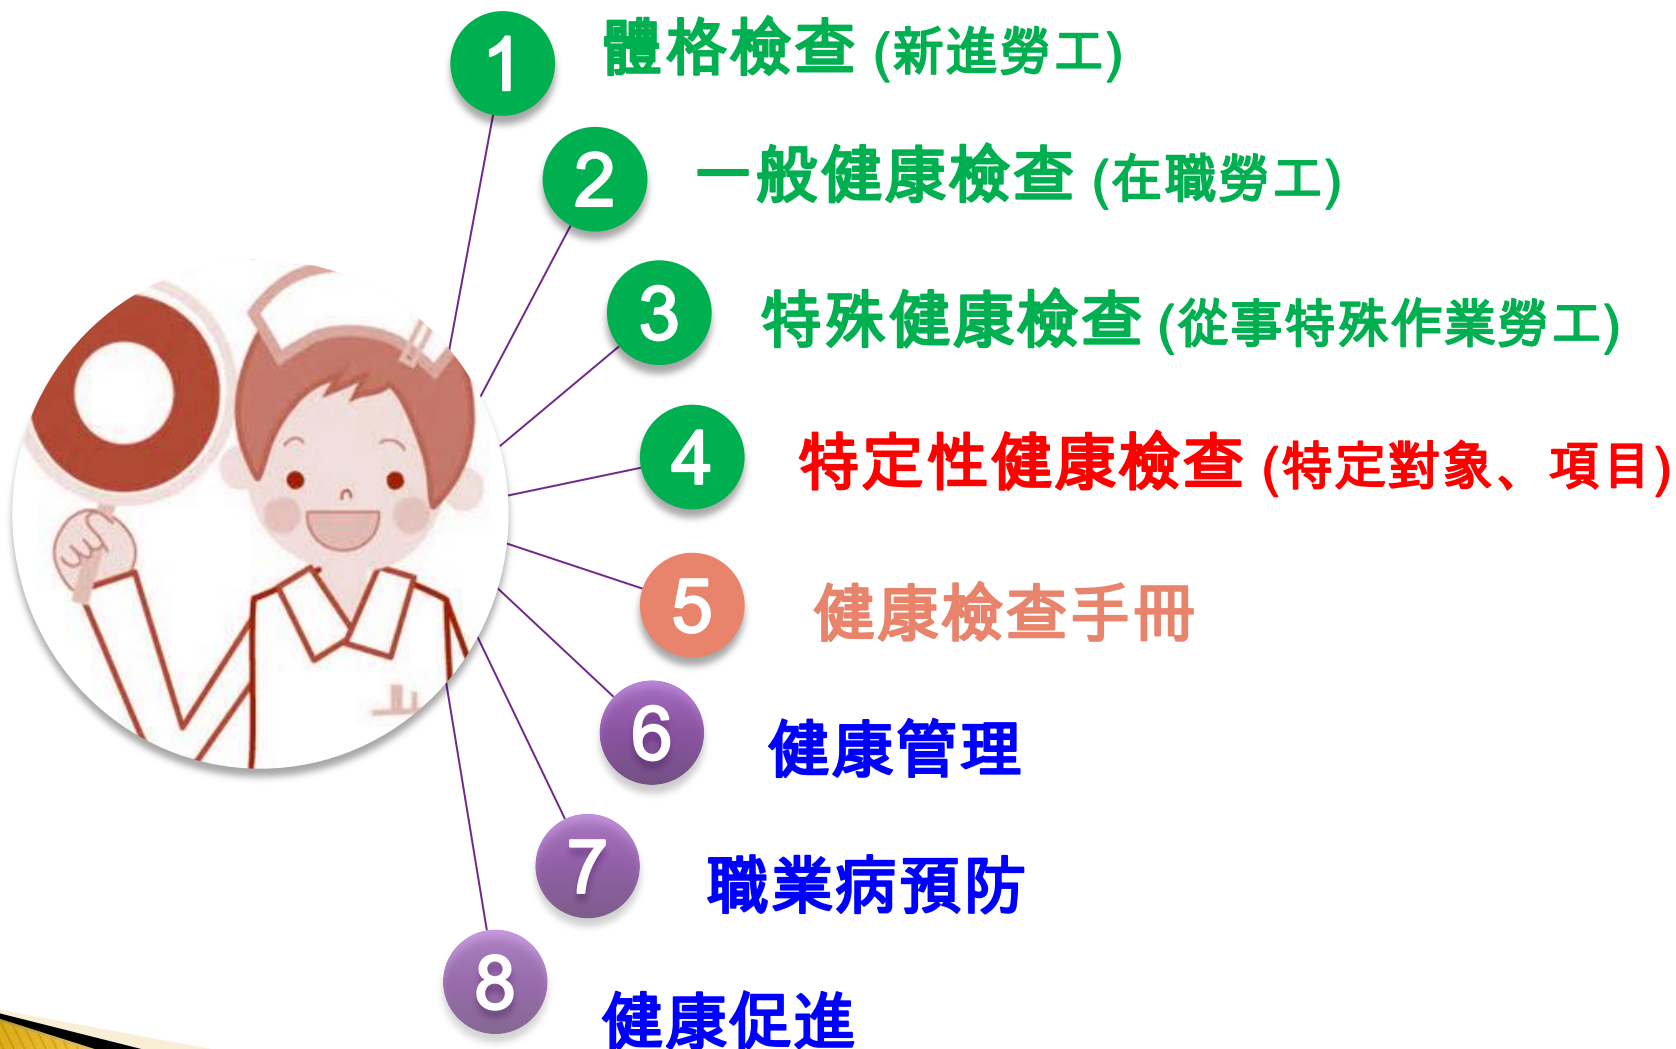 1 體格檢查 (新進勞工)
2 一般健康檢查 (在職勞工)
3 特殊健康檢查 (從事特殊作業勞工)
4 特定性健康檢查 (特定對象、項目)
5 健康檢查手冊
6 健康管理
7 職業病預防
8 健康促進